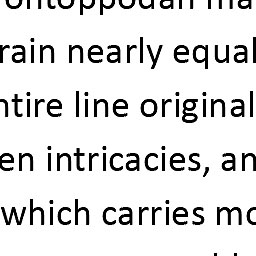 rain nearly equal
ntire line original
en intricacies, an
which carries mo